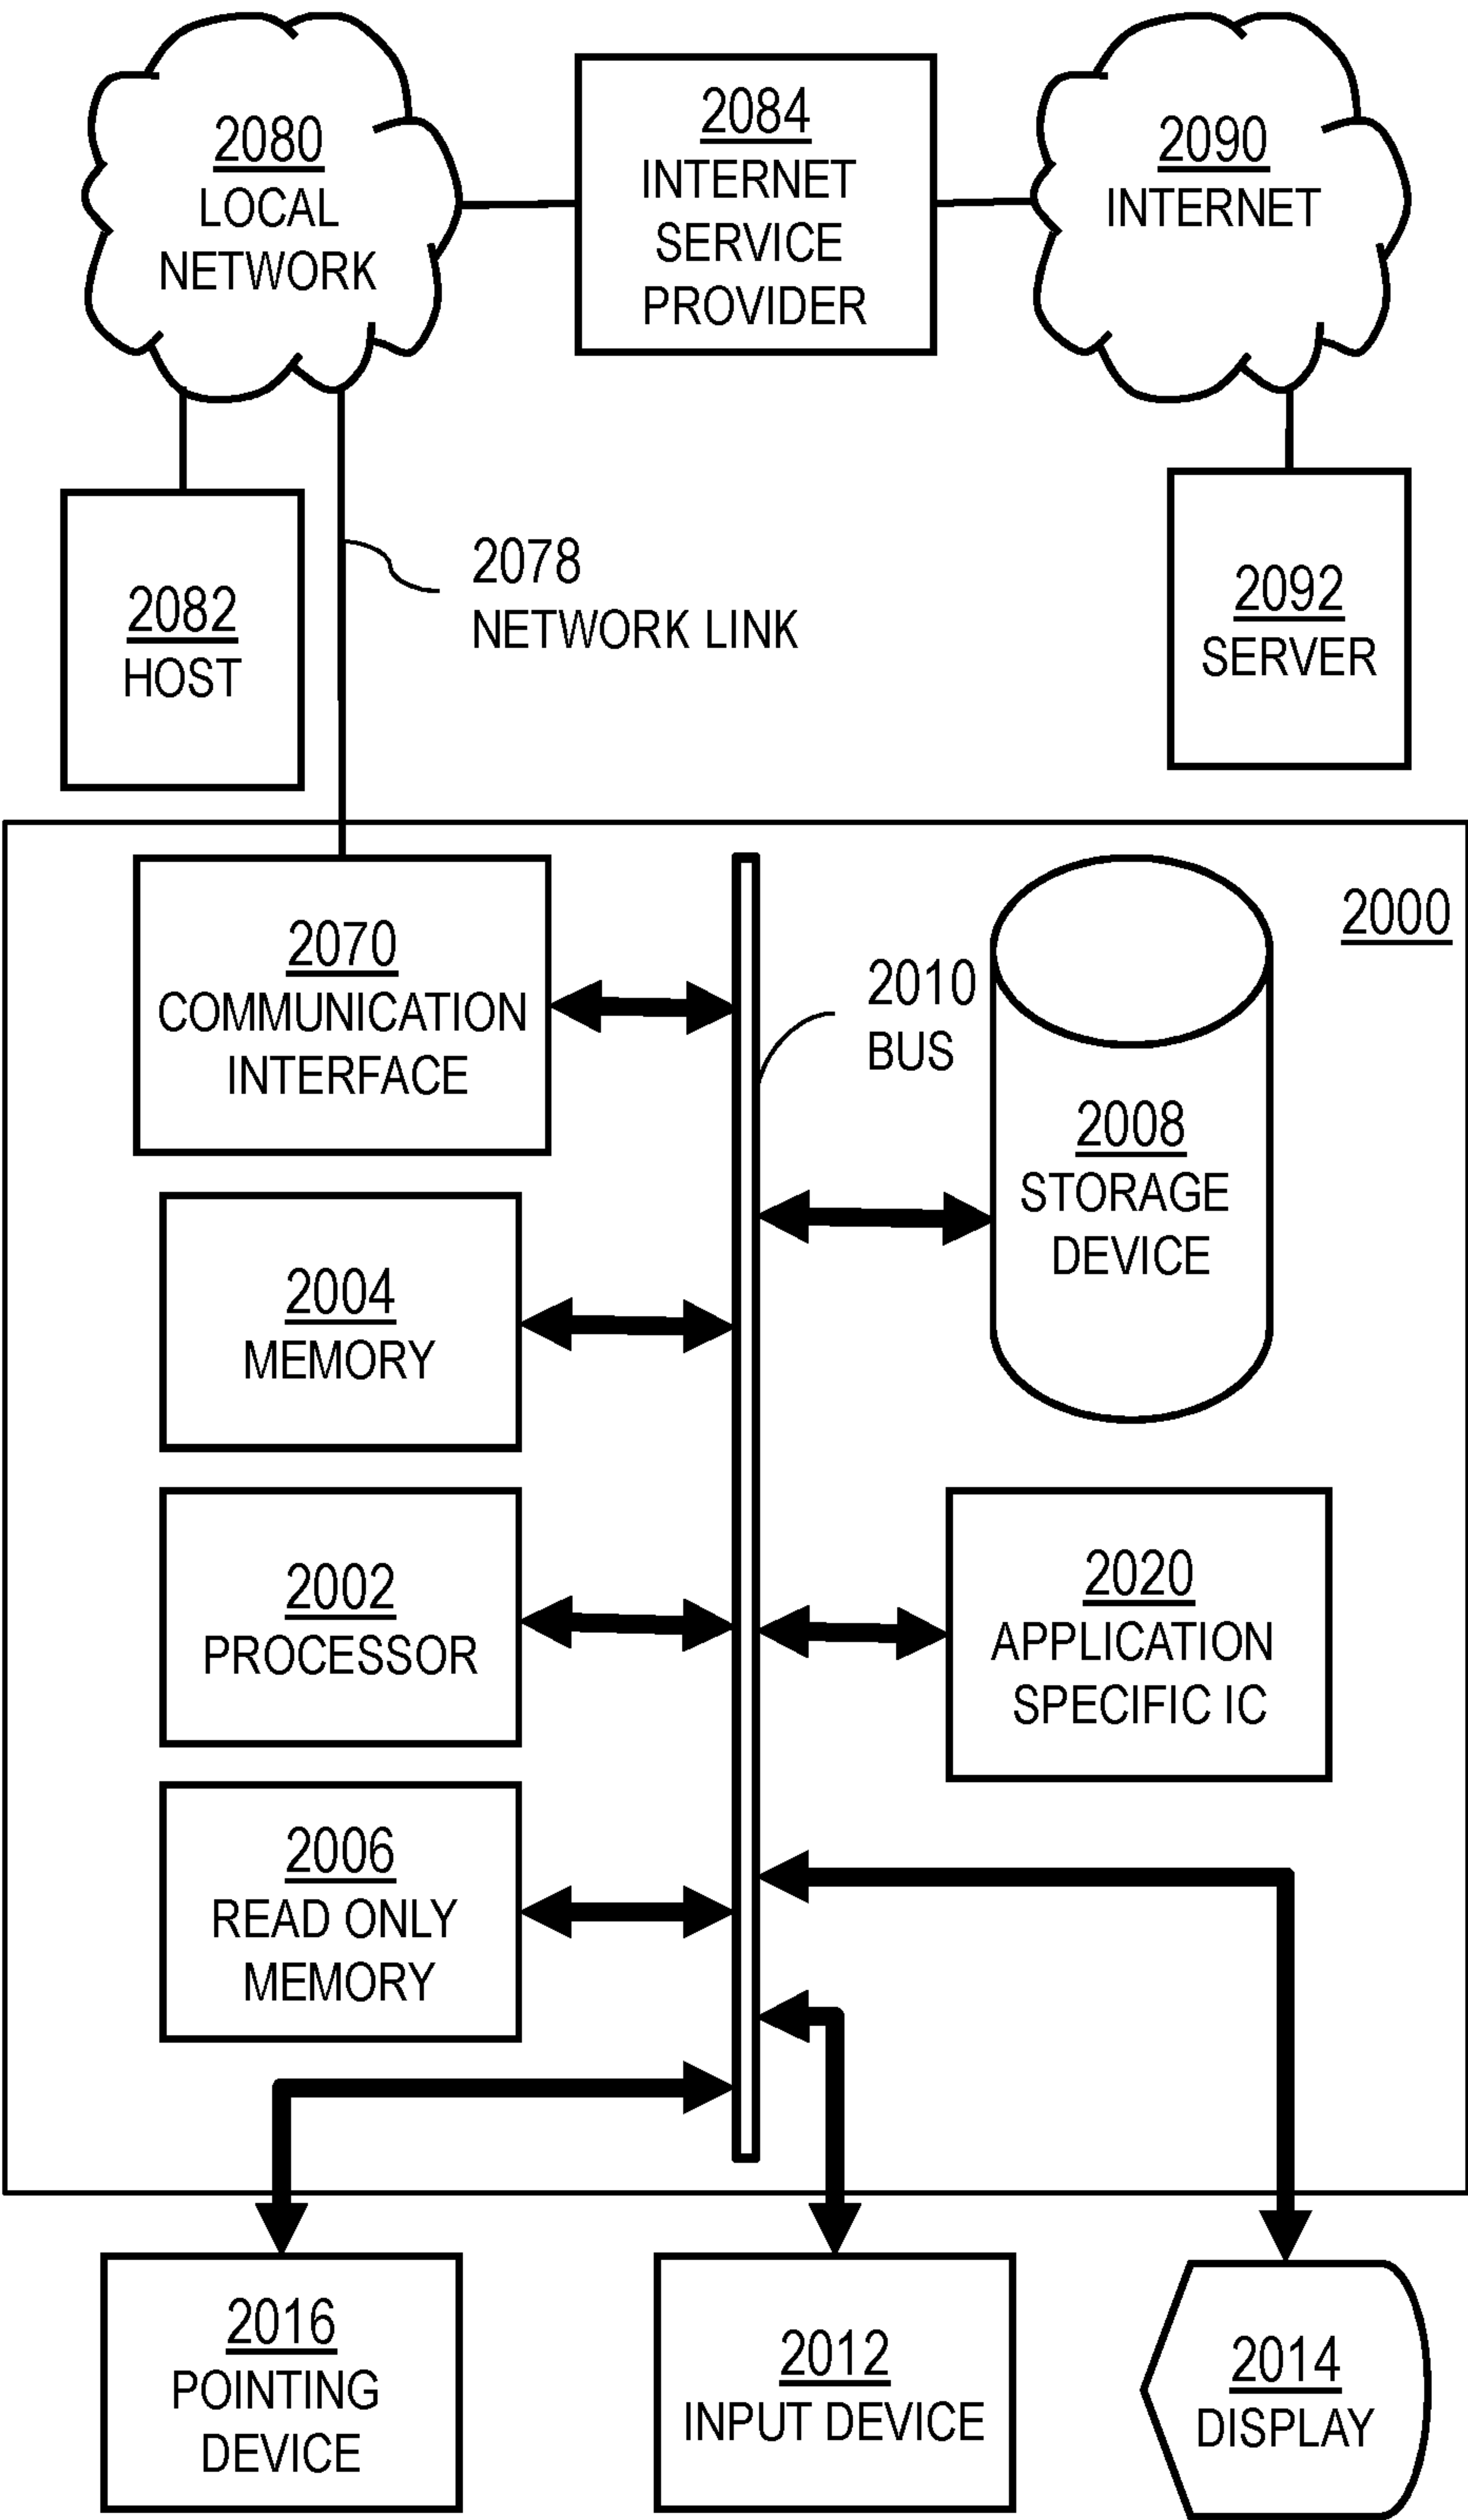 2080
LOCAL
NETWORK
2084
INTERNET
SERVICE
PROVIDER
2090
INTERNET
2082
HOST
2078
NETWORK LINK
2092
SERVER
2000
2070
COMMUNICATION
INTERFACE
2010
BUS
2008
STORAGE
DEVICE
2004
MEMORY
2002
PROCESSOR
2020
APPLICATION
SPECIFIC IC
2006
READ ONLY
MEMORY
2016
POINTING
DEVICE
2012
INPUT DEVICE
2014
DISPLAY